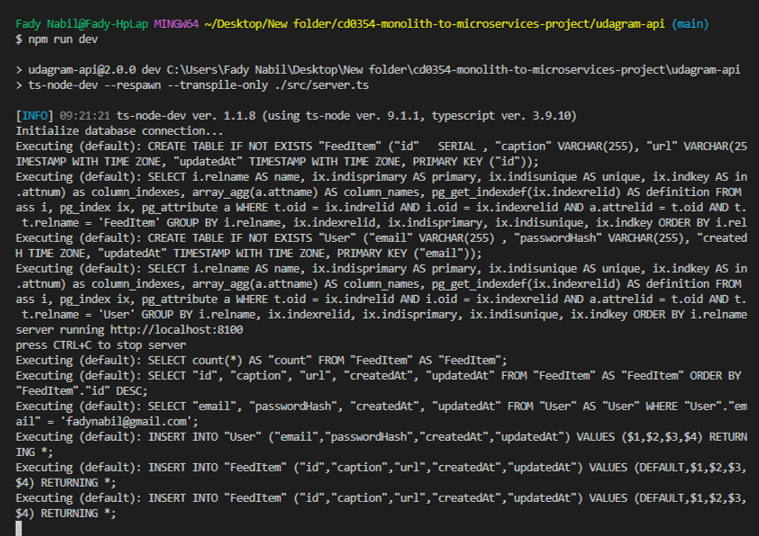 Fady Nabil@Fady-HpLap MINGW64 ~/Desktop/New folder/cd0354-monolith-to-microservices-project/udagram-api (main)
$ npm run dev
> udagram-api@2.0.0 dev C:\Users\Fady Nabil\Desktop\New folder\cd0354-monolith-to-microservices-project\udagram-api
> ts-node-dev --respawn --transpile-only ./src/server.ts
[INFO] 09:21:21 ts-node-dev ver. 1.1.8 (using ts-node ver. 9.1.1, typescript ver. 3.9.10)
Initialize database connection...
Executing (default): CREATE TABLE IF NOT EXISTS "FeedItem" ("id"   SERIAL , "caption" VARCHAR(255), "url" VARCHAR(25
IMESTAMP WITH TIME ZONE, "updatedAt" TIMESTAMP WITH TIME ZONE, PRIMARY KEY ("id"));
Executing (default): SELECT i.relname AS name, ix.indisprimary AS primary, ix.indisunique AS unique, ix.indkey AS in
.attnum) as column_indexes, array_agg(a.attname) AS column_names, pg_get_indexdef(ix.indexrelid) AS definition FROM
ass i, pg_index ix, pg_attribute a WHERE t.oid = ix.indrelid AND i.oid = ix.indexrelid AND a.attrelid = t.oid AND t.
t.relname = 'FeedItem' GROUP BY i.relname, ix.indexrelid, ix.indisprimary, ix.indisunique, ix.indkey ORDER BY i.rel
Executing (default): CREATE TABLE IF NOT EXISTS "User" ("email" VARCHAR(255) , "passwordHash" VARCHAR(255), "created
H TIME ZONE, "updatedAt" TIMESTAMP WITH TIME ZONE, PRIMARY KEY ("email"));
Executing (default): SELECT i.relname AS name, ix.indisprimary AS primary, ix.indisunique AS unique, ix.indkey AS in
.attnum) as column_indexes, array_agg(a.attname) AS column_names, pg_get_indexdef(ix.indexrelid) AS definition FROM
ass i, pg_index ix, pg_attribute a WHERE t.oid = ix.indrelid AND i.oid = ix.indexrelid AND a.attrelid = t.oid AND t.
t.relname = 'User' GROUP BY i.relname, ix.indexrelid, ix.indisprimary, ix.indisunique, ix.indkey ORDER BY i.relname
server running http://localhost:8100
press CTRL+C to stop server
Executing (default): SELECT count(*) AS "count" FROM "FeedItem" AS "FeedItem";
Executing (default): SELECT "id", "caption", "url", "createdAt", "updatedAt" FROM "FeedItem" AS "FeedItem" ORDER BY
"FeedItem"."id" DESC;
Executing (default): SELECT "email", "passwordHash", "createdAt", "updatedAt" FROM "User" AS "User" WHERE "User"."em
ail" = 'fadynabil@gmail.com';
Executing (default): INSERT INTO "User" ("email","passwordHash","createdAt","updatedAt") VALUES ($1,$2,$3,$4) RETURN
ING *;
Executing (default): INSERT INTO "FeedItem" ("id","caption","url","createdAt","updatedAt") VALUES (DEFAULT,$1,$2,$3,
$4) RETURNING *;
Executing (default): INSERT INTO "FeedItem" ("id","caption","url","createdAt","updatedAt") VALUES (DEFAULT,$1,$2,$3,
$4) RETURNING *;